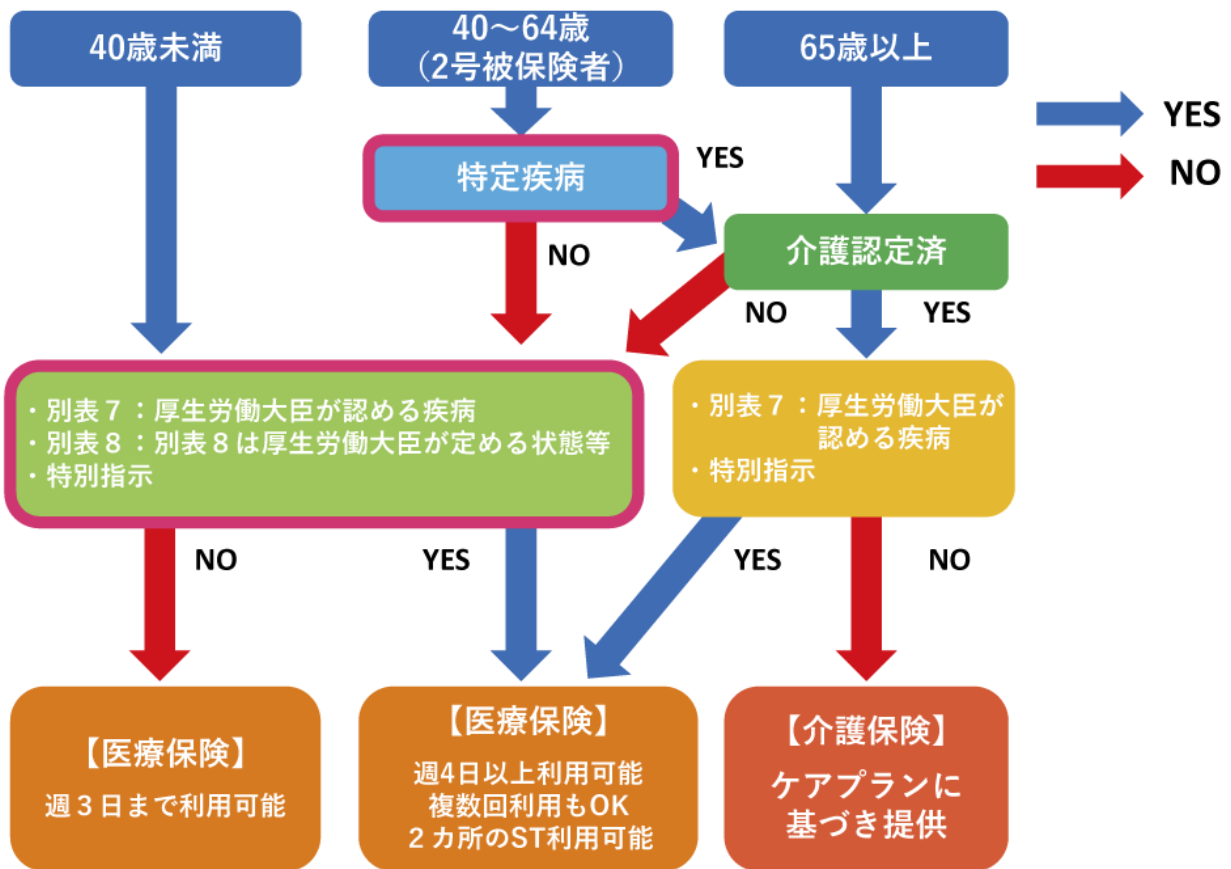 40歳未満
40～64歳
（2号被保険者）
65歳以上
YES
NO
特定疾病
YES
NO
介護認定済
NO
YES
・別表７：厚生労働大臣が認める疾病
・別表８：別表８は厚生労働大臣が定める状態等
・特別指示
・別表７：厚生労働大臣が
認める疾病
・特別指示
NO
YES
YES
NO
【医療保険】
週３日まで利用可能
【医療保険】
週4日以上利用可能
複数回利用もOK
２カ所のST利用可能
【介護保険】
ケアプランに
基づき提供